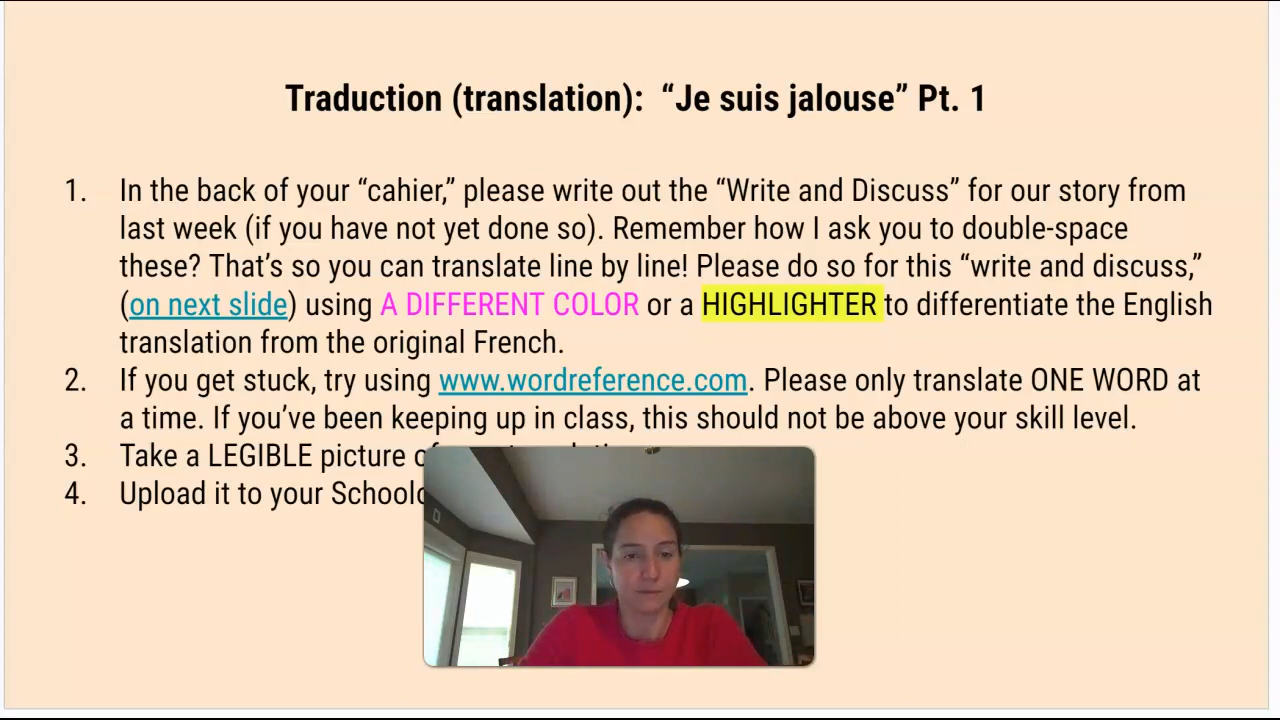 Traduction (translation): “Je suis jalouse” Pt. 1
1. In the back of your “cahier,” please write out the “Write and Discuss” for our story from
last week (if you have not yet done so). Remember how I ask you to double-space
these? That’s so you can translate line by line! Please do so for this “write and discuss,”
(on next slide) using A DIFFERENT COLOR or a HIGHLIGHTER to differentiate the English
translation from the original French.
2. If you get stuck, try using www.wordreference.com. Please only translate ONE WORD at
a time. If you’ve been keeping up in class, this should not be above your skill level.
3. Take a LEGIBLE picture
4. Upload it to your